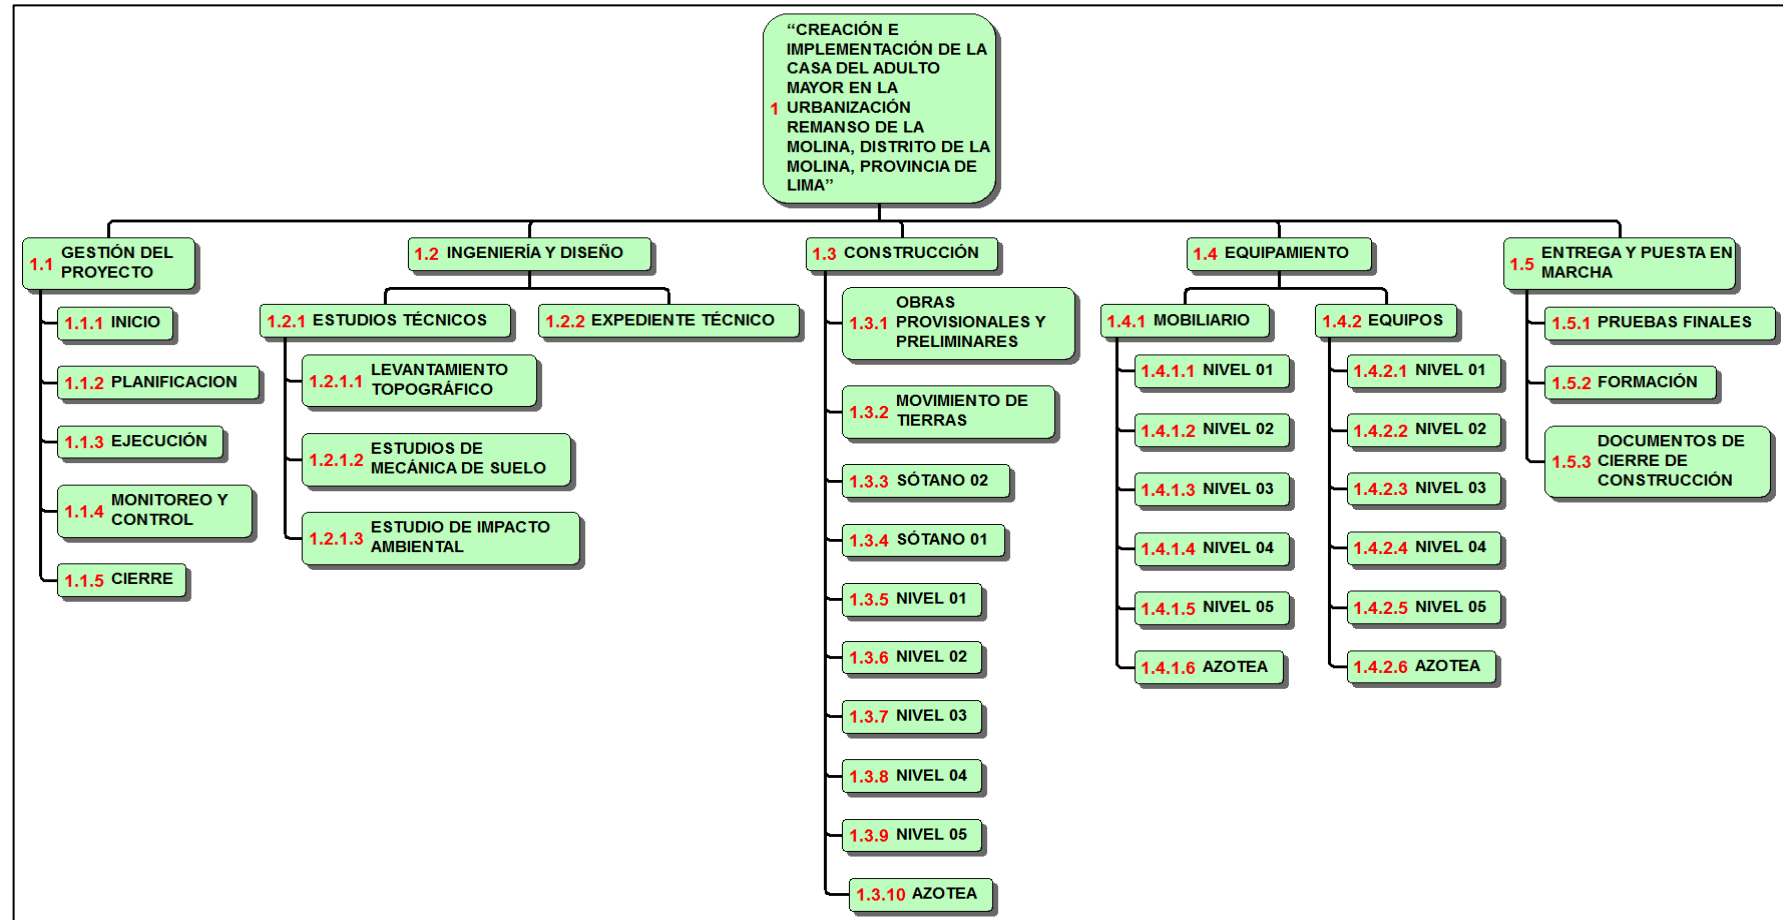 “CREACIÓN E
IMPLEMENTACIÓN DE LA
CASA DEL ADULTO
MAYOR EN LA
1 URBANIZACIÓN
REMANSO DE LA
MOLINA, DISTRITO DE LA
MOLINA, PROVINCIA DE
LIMA”
1.1 GESTIÓN DEL
PROYECTO
1.1.1 INICIO
1.1.2 PLANIFICACION
1.1.3 EJECUCIÓN
1.1.4 MONITOREO Y
CONTROL
1.1.5 CIERRE
1.2 INGENIERÍA Y DISEÑO
1.2.1 ESTUDIOS TÉCNICOS
1.2.1.1 LEVANTAMIENTO
TOPOGRÁFICO
1.2.1.2 ESTUDIOS DE
MECÁNICA DE SUELO
1.2.1.3 ESTUDIO DE IMPACTO
AMBIENTAL
1.2.2 EXPEDIENTE TÉCNICO
1.3 CONSTRUCCIÓN
1.3.1 OBRAS
PROVISIONALES Y
PRELIMINARES
1.3.2 MOVIMIENTO DE
TIERRAS
1.3.3 SÓTANO 02
1.3.4 SÓTANO 01
1.3.5 NIVEL 01
1.3.6 NIVEL 02
1.3.7 NIVEL 03
1.3.8 NIVEL 04
1.3.9 NIVEL 05
1.3.10 AZOTEA
1.4 EQUIPAMIENTO
1.4.1 MOBILIARIO
1.4.1.1 NIVEL 01
1.4.1.2 NIVEL 02
1.4.1.3 NIVEL 03
1.4.1.4 NIVEL 04
1.4.1.5 NIVEL 05
1.4.1.6 AZOTEA
1.4.2 EQUIPOS
1.4.2.1 NIVEL 01
1.4.2.2 NIVEL 02
1.4.2.3 NIVEL 03
1.4.2.4 NIVEL 04
1.4.2.5 NIVEL 05
1.4.2.6 AZOTEA
1.5 ENTREGA Y PUESTA EN
MARCHA
1.5.1 PRUEBAS FINALES
1.5.2 FORMACIÓN
1.5.3 DOCUMENTOS DE
CIERRE DE
CONSTRUCCIÓN